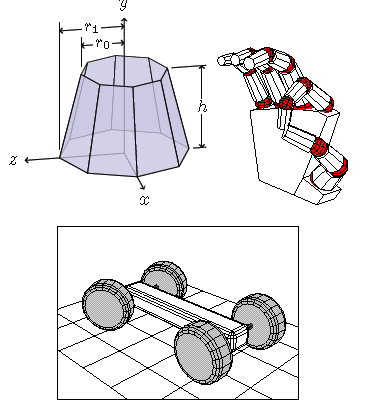 y
r₁
r₀
h
z
x